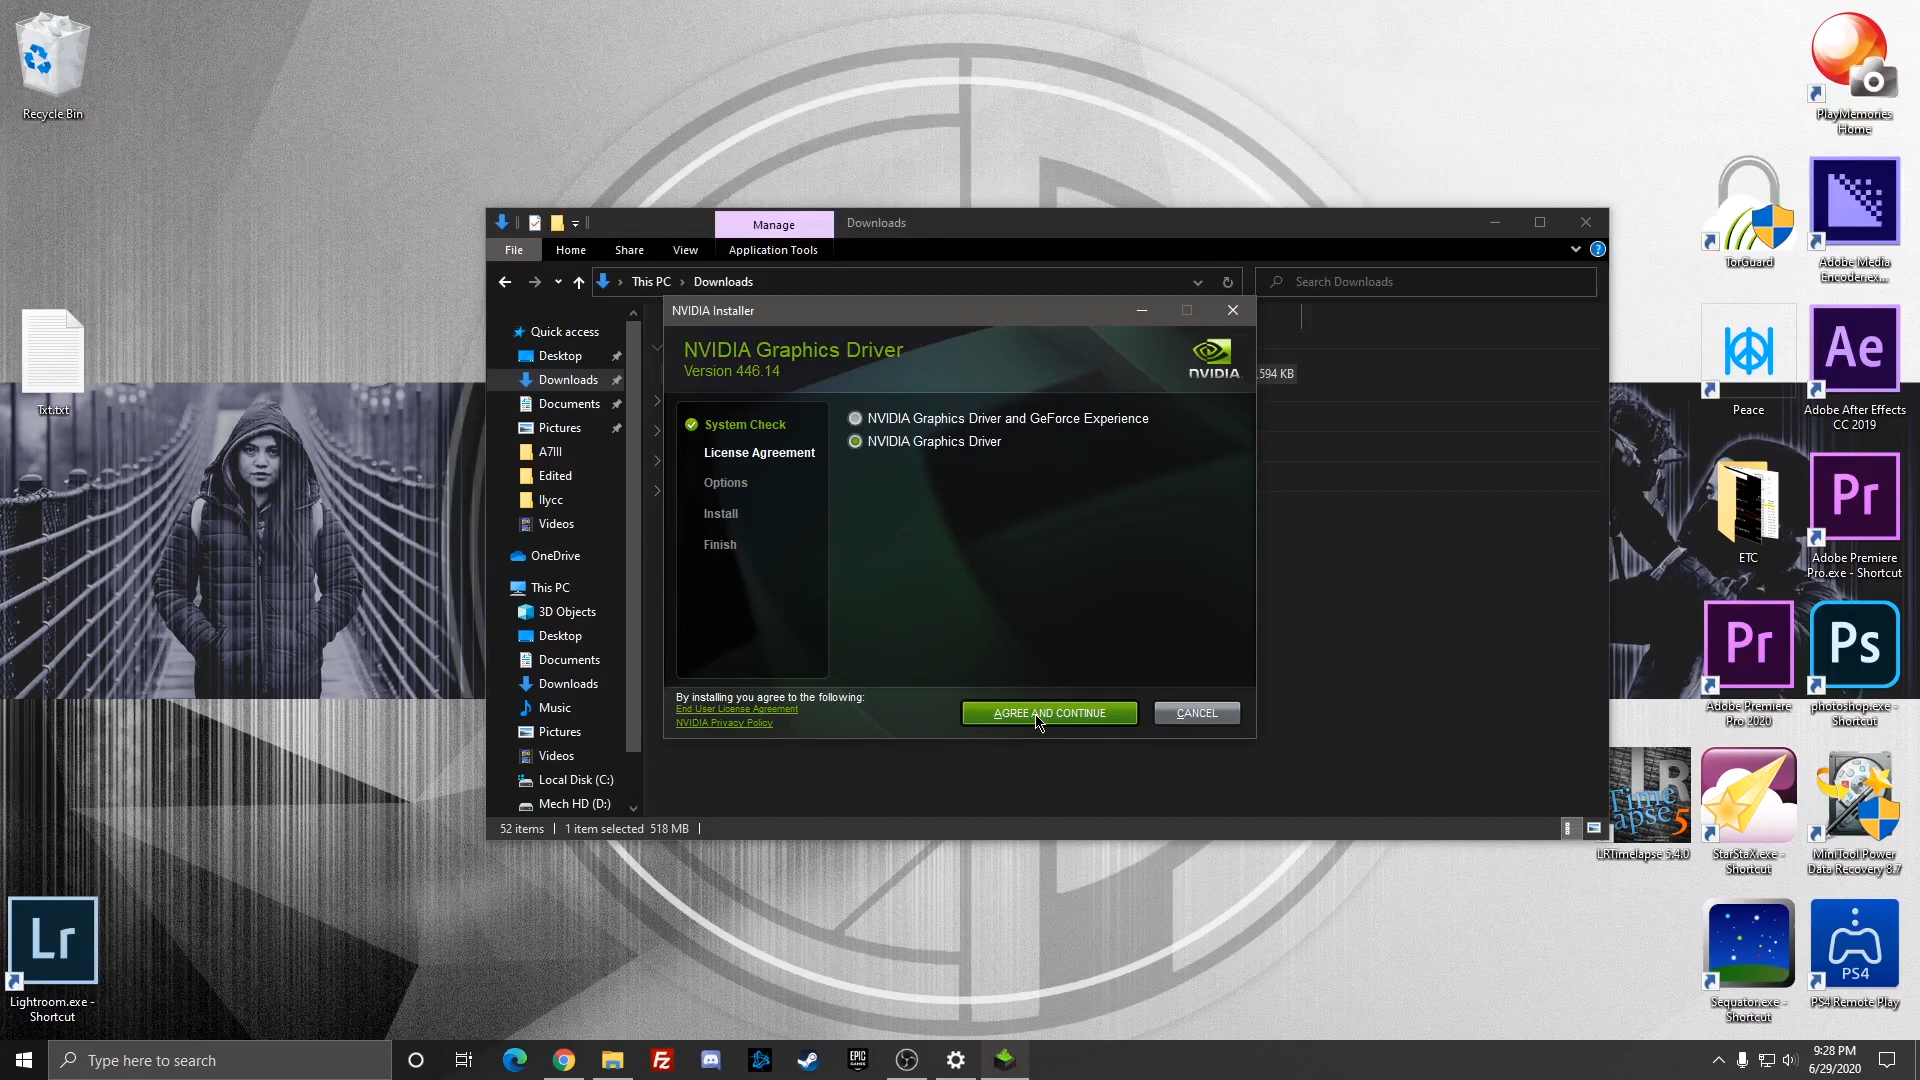 Recycle Bin
Txt.txt
Lr
Lightroom.exe -
Shortcut
Manage
Downloads
File
Home
Share
View
Application Tools
This PC
Downloads
Search Downloads
Quick access
Desktop
Downloads
Documents
Pictures
A7III
Edited
Ilycc
Videos
OneDrive
This PC
3D Objects
Desktop
Documents
Downloads
Music
Pictures
Videos
Local Disk (C:)
Mech HD (D:)
52 items
1 item selected 518 MB
,594 KB
NVIDIA Installer
NVIDIA Graphics Driver
Version 446.14
NVIDIA
System Check
License Agreement
Options
Install
Finish
NVIDIA Graphics Driver and GeForce Experience
NVIDIA Graphics Driver
By installing you agree to the following:
End User License Agreement
NVIDIA Privacy Policy
AGREE AND CONTINUE
CANCEL
PlayMemories
Home
TorGuard
Adobe Media
Encoder.ex...
Peace
Ae
Adobe After Effects
CC 2019
ETC
Pr
Adobe Premiere
Pro.exe - Shortcut
Pr
Adobe Premiere
Pro 2020
Ps
photoshop.exe -
Shortcut
LR
Time
lapse 5
LRTimelapse 5.4.0
StarStaX.exe -
Shortcut
MiniTool Power
Data Recovery 8.7
Sequator.exe -
Shortcut
PS4
PS4 Remote Play
Type here to search
EPIC
GAMES
9:28 PM
6/29/2020